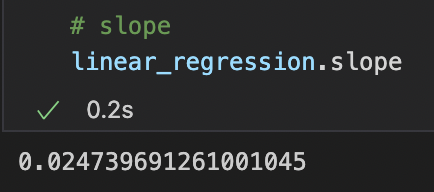 # slope
linear_regression.slope
0.2s
0.024739691261001045